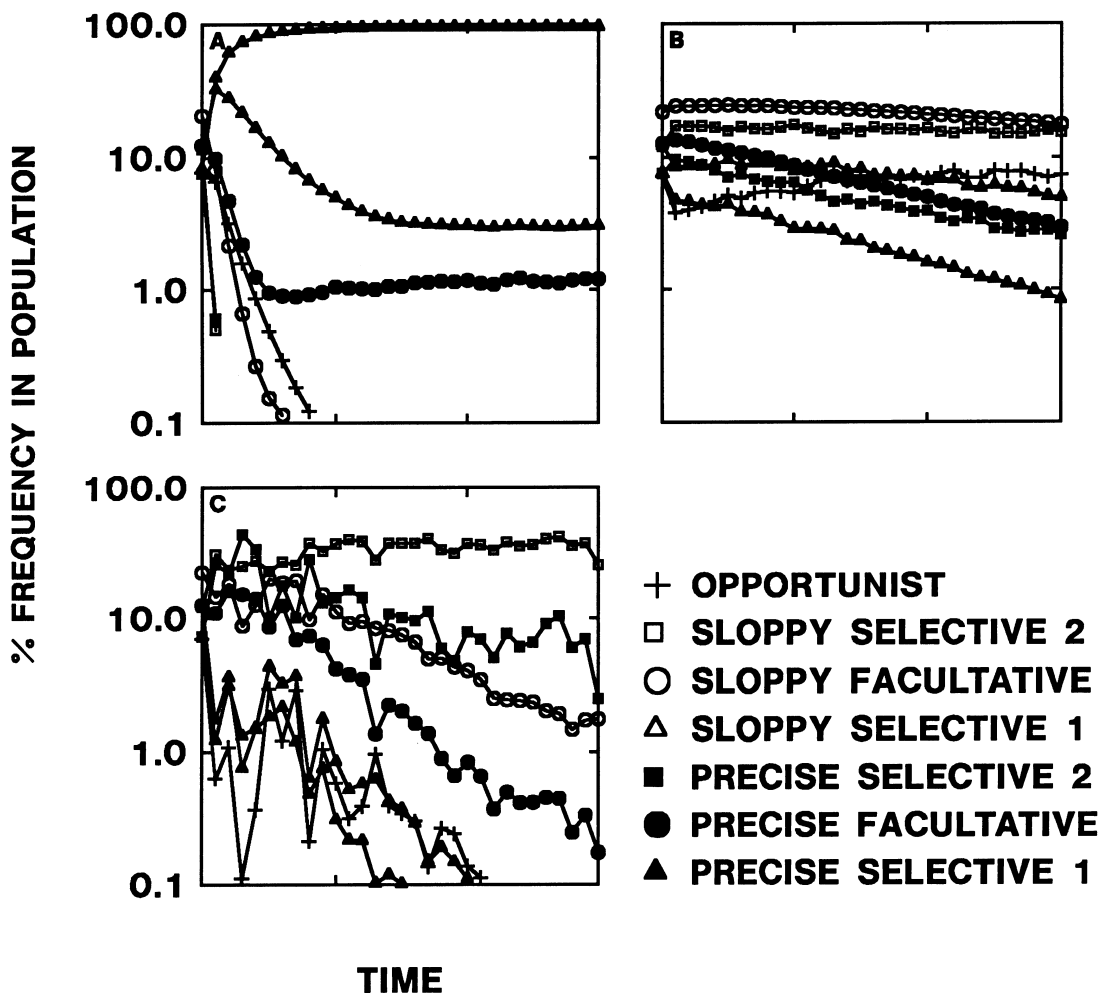 % FREQUENCY IN POPULATION
100.0
10.0
1.0
0.1
A
B
100.0
10.0
1.0
0.1
C
OPPORTUNIST
SLOPPY SELECTIVE 2
SLOPPY FACULTATIVE
SLOPPY SELECTIVE 1
PRECISE SELECTIVE 2
PRECISE FACULTATIVE
PRECISE SELECTIVE 1
TIME